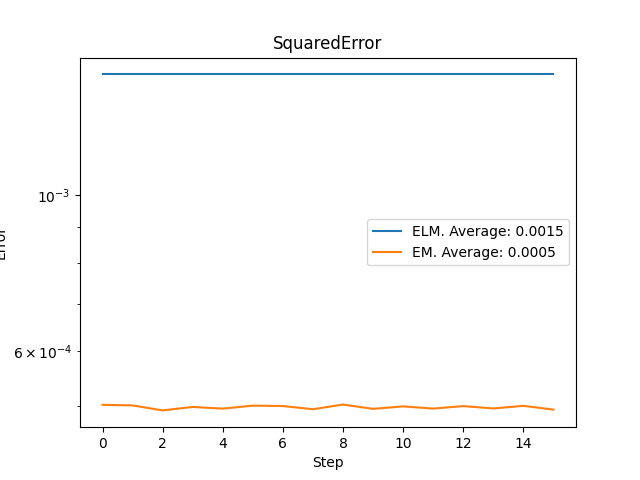 SquaredError
10⁻³
6 × 10⁻⁴
Error
ELM. Average: 0.0015
EM. Average: 0.0005
0 2 4 6 8 10 12 14
Step